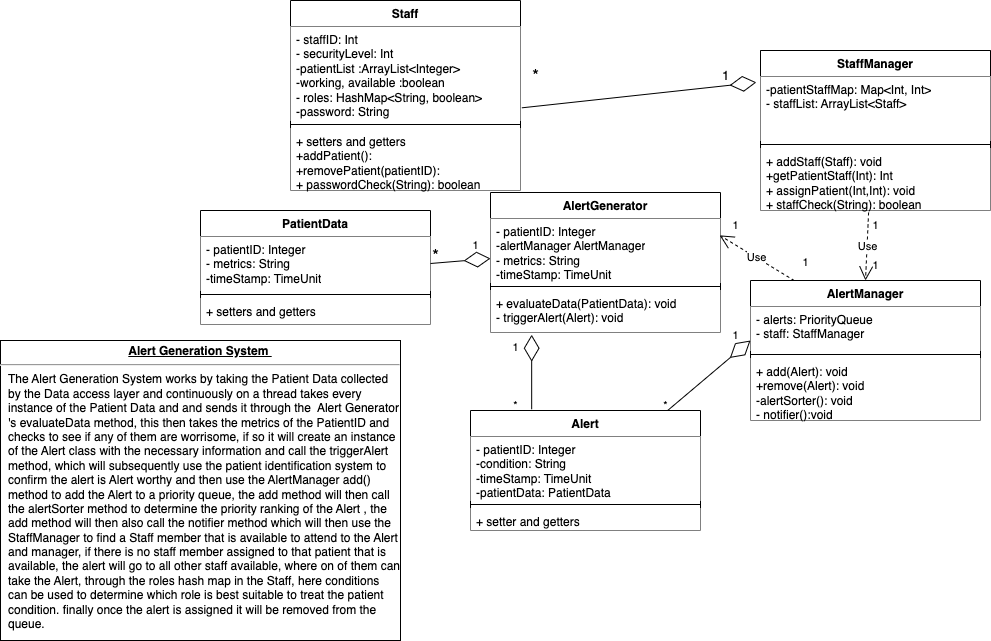 Staff
- staffID: Int
- securityLevel: Int
-patientList :ArrayList<Integer>
-working, available :boolean
- roles: HashMap<String, boolean>
-password: String
+ setters and getters
+addPatient():
+removePatient(patientID):
+ passwordCheck(String): boolean
*
1
StaffManager
-patientStaffMap: Map<Int, Int>
- staffList: ArrayList<Staff>
+ addStaff(Staff): void
+getPatientStaff(Int): Int
+ assignPatient(Int,Int): void
+ staffCheck(String): boolean
PatientData
- patientID: Integer
- metrics: String
-timeStamp: TimeUnit
+ setters and getters
*
1
AlertGenerator
- patientID: Integer
-alertManager AlertManager
- metrics: String
-timeStamp: TimeUnit
+ evaluateData(PatientData): void
- triggerAlert(Alert): void
1
Use
1
1
Use
1
AlertManager
- alerts: PriorityQueue
- staff: StaffManager
+ add(Alert): void
+remove(Alert): void
-alertSorter(): void
- notifier():void
1
*
1
*
Alert
- patientID: Integer
-condition: String
-timeStamp: TimeUnit
-patientData: PatientData
+ setter and getters
Alert Generation System
The Alert Generation System works by taking the Patient Data collected
by the Data access layer and continuously on a thread takes every
instance of the Patient Data and and sends it through the  Alert Generator
's evaluateData method, this then takes the metrics of the PatientID and
checks to see if any of them are worrisome, if so it will create an instance
of the Alert class with the necessary information and call the triggerAlert
method, which will subsequently use the patient identification system to
confirm the alert is Alert worthy and then use the AlertManager add()
method to add the Alert to a priority queue, the add method will then call
the alertSorter method to determine the priority ranking of the Alert , the
add method will then also call the notifier method which will then use the
StaffManager to find a Staff member that is available to attend to the Alert
and manager, if there is no staff member assigned to that patient that is
available, the alert will go to all other staff available, where on of them can
take the Alert, through the roles hash map in the Staff, here conditions
can be used to determine which role is best suitable to treat the patient
condition. finally once the alert is assigned it will be removed from the
queue.